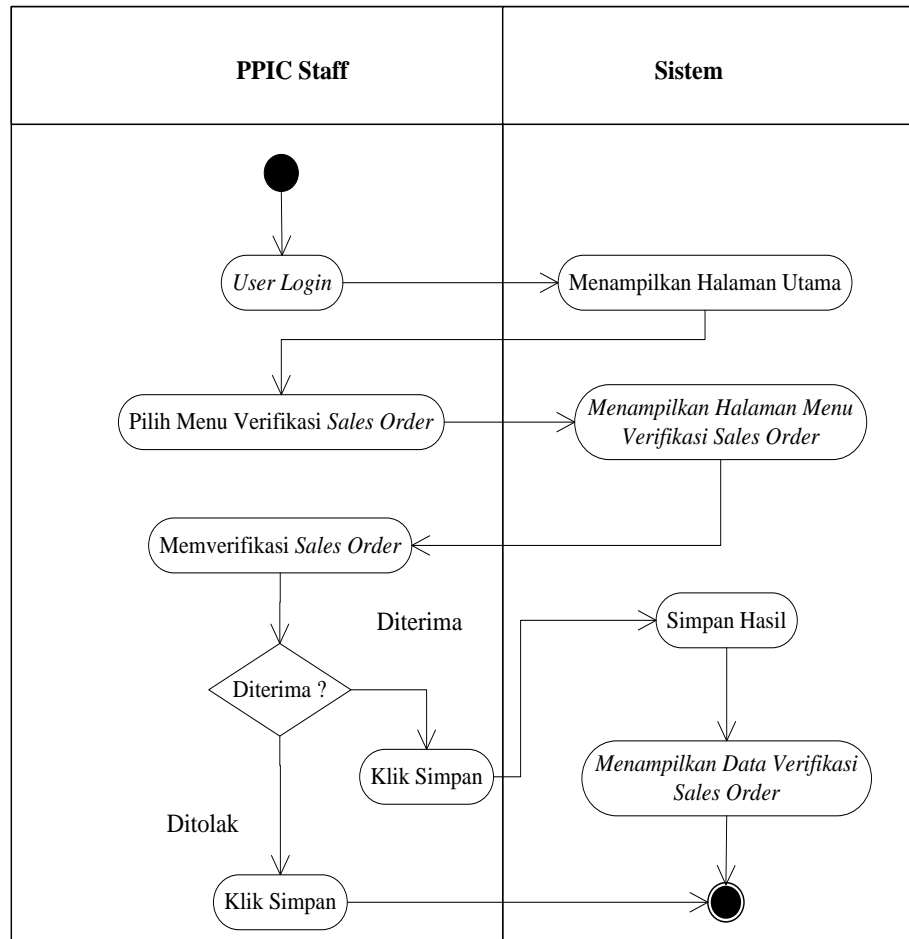 PPIC Staff
Sistem
User Login
Menampilkan Halaman Utama
Pilih Menu Verifikasi Sales Order
Menampilkan Halaman Menu
Verifikasi Sales Order
Memverifikasi Sales Order
Diterima
Simpan Hasil
Diterima ?
Klik Simpan
Menampilkan Data Verifikasi
Sales Order
Ditolak
Klik Simpan